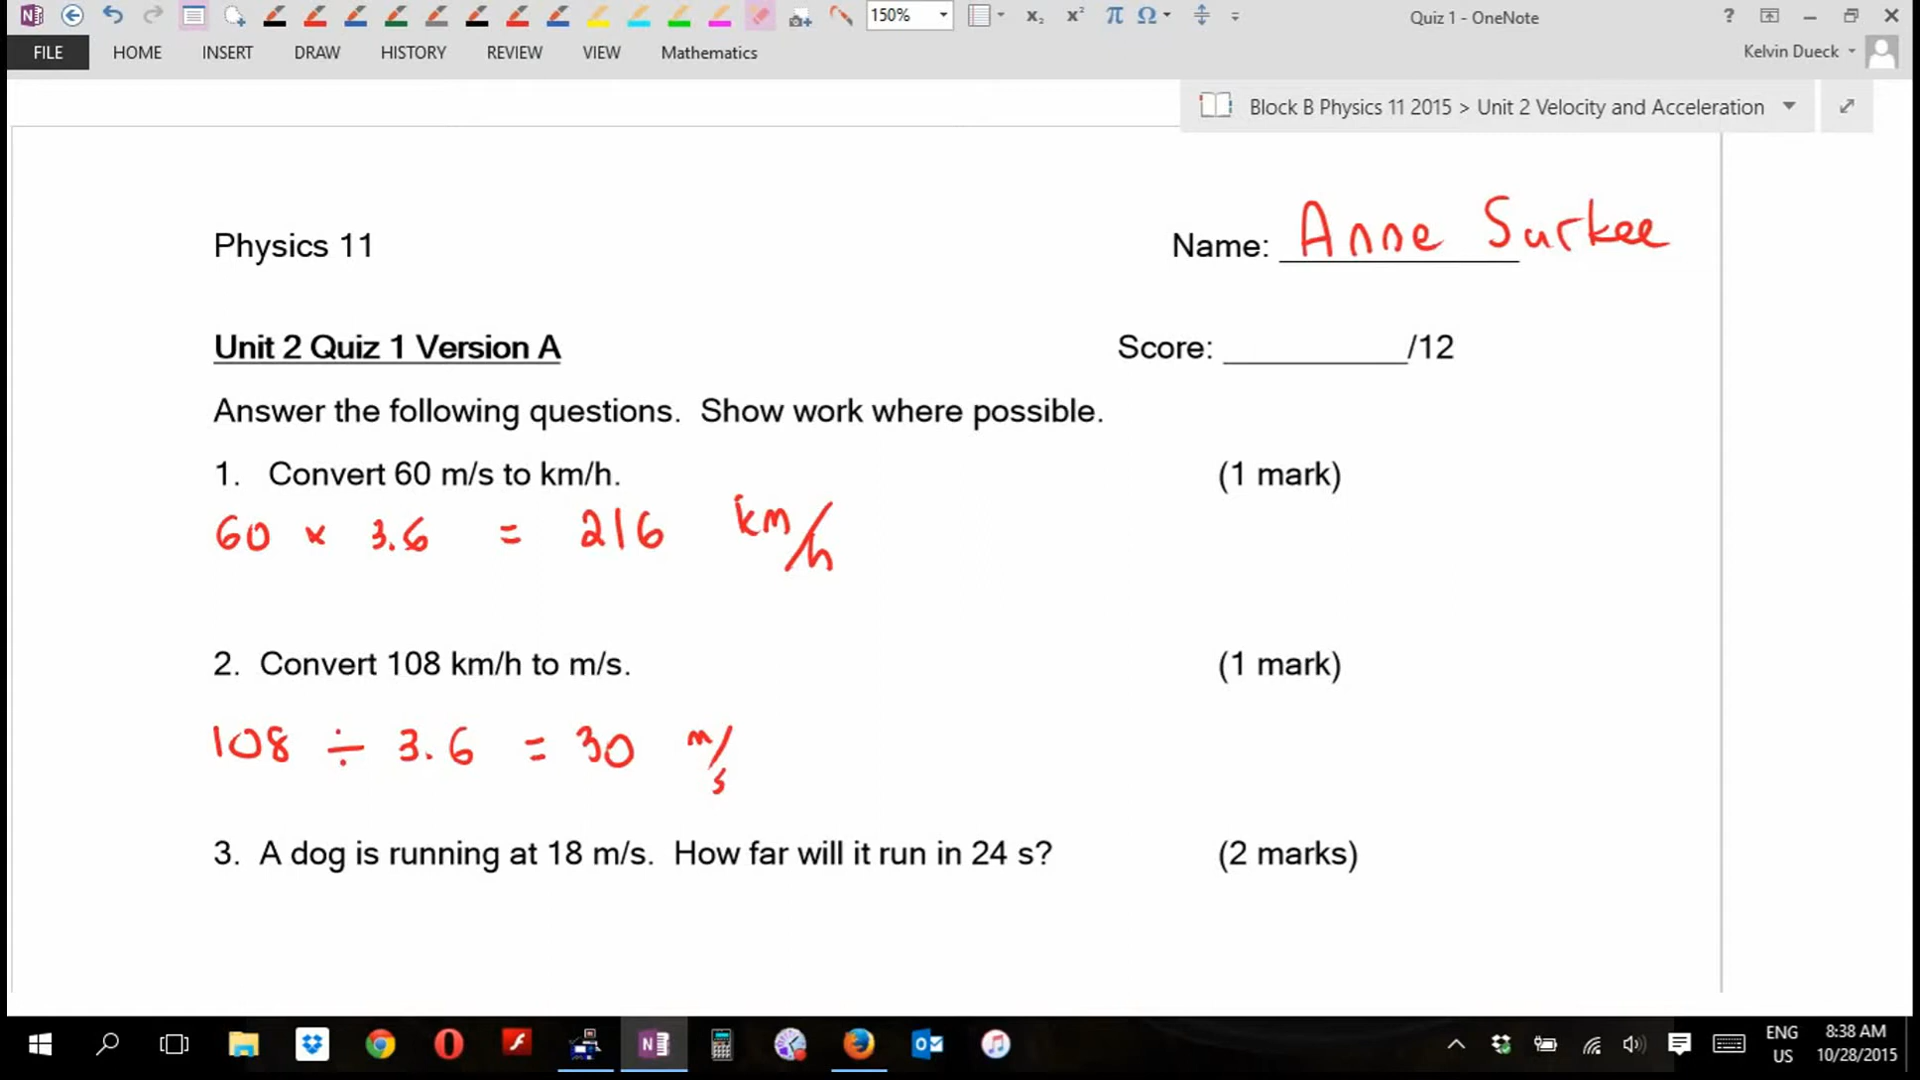 150%
x₂ x² π Ω
Quiz 1 - OneNote
?
FILE HOME INSERT DRAW HISTORY REVIEW VIEW Mathematics
Kelvin Dueck
Block B Physics 11 2015 > Unit 2 Velocity and Acceleration
Physics 11 Name: Anne Surkee
Unit 2 Quiz 1 Version A Score: __________/12
Answer the following questions. Show work where possible.
1. Convert 60 m/s to km/h. (1 mark)
60 × 3.6 = 216 km/h
2. Convert 108 km/h to m/s. (1 mark)
108 ÷ 3.6 = 30 m/s
3. A dog is running at 18 m/s. How far will it run in 24 s? (2 marks)
ENG 8:38 AM
US 10/28/2015